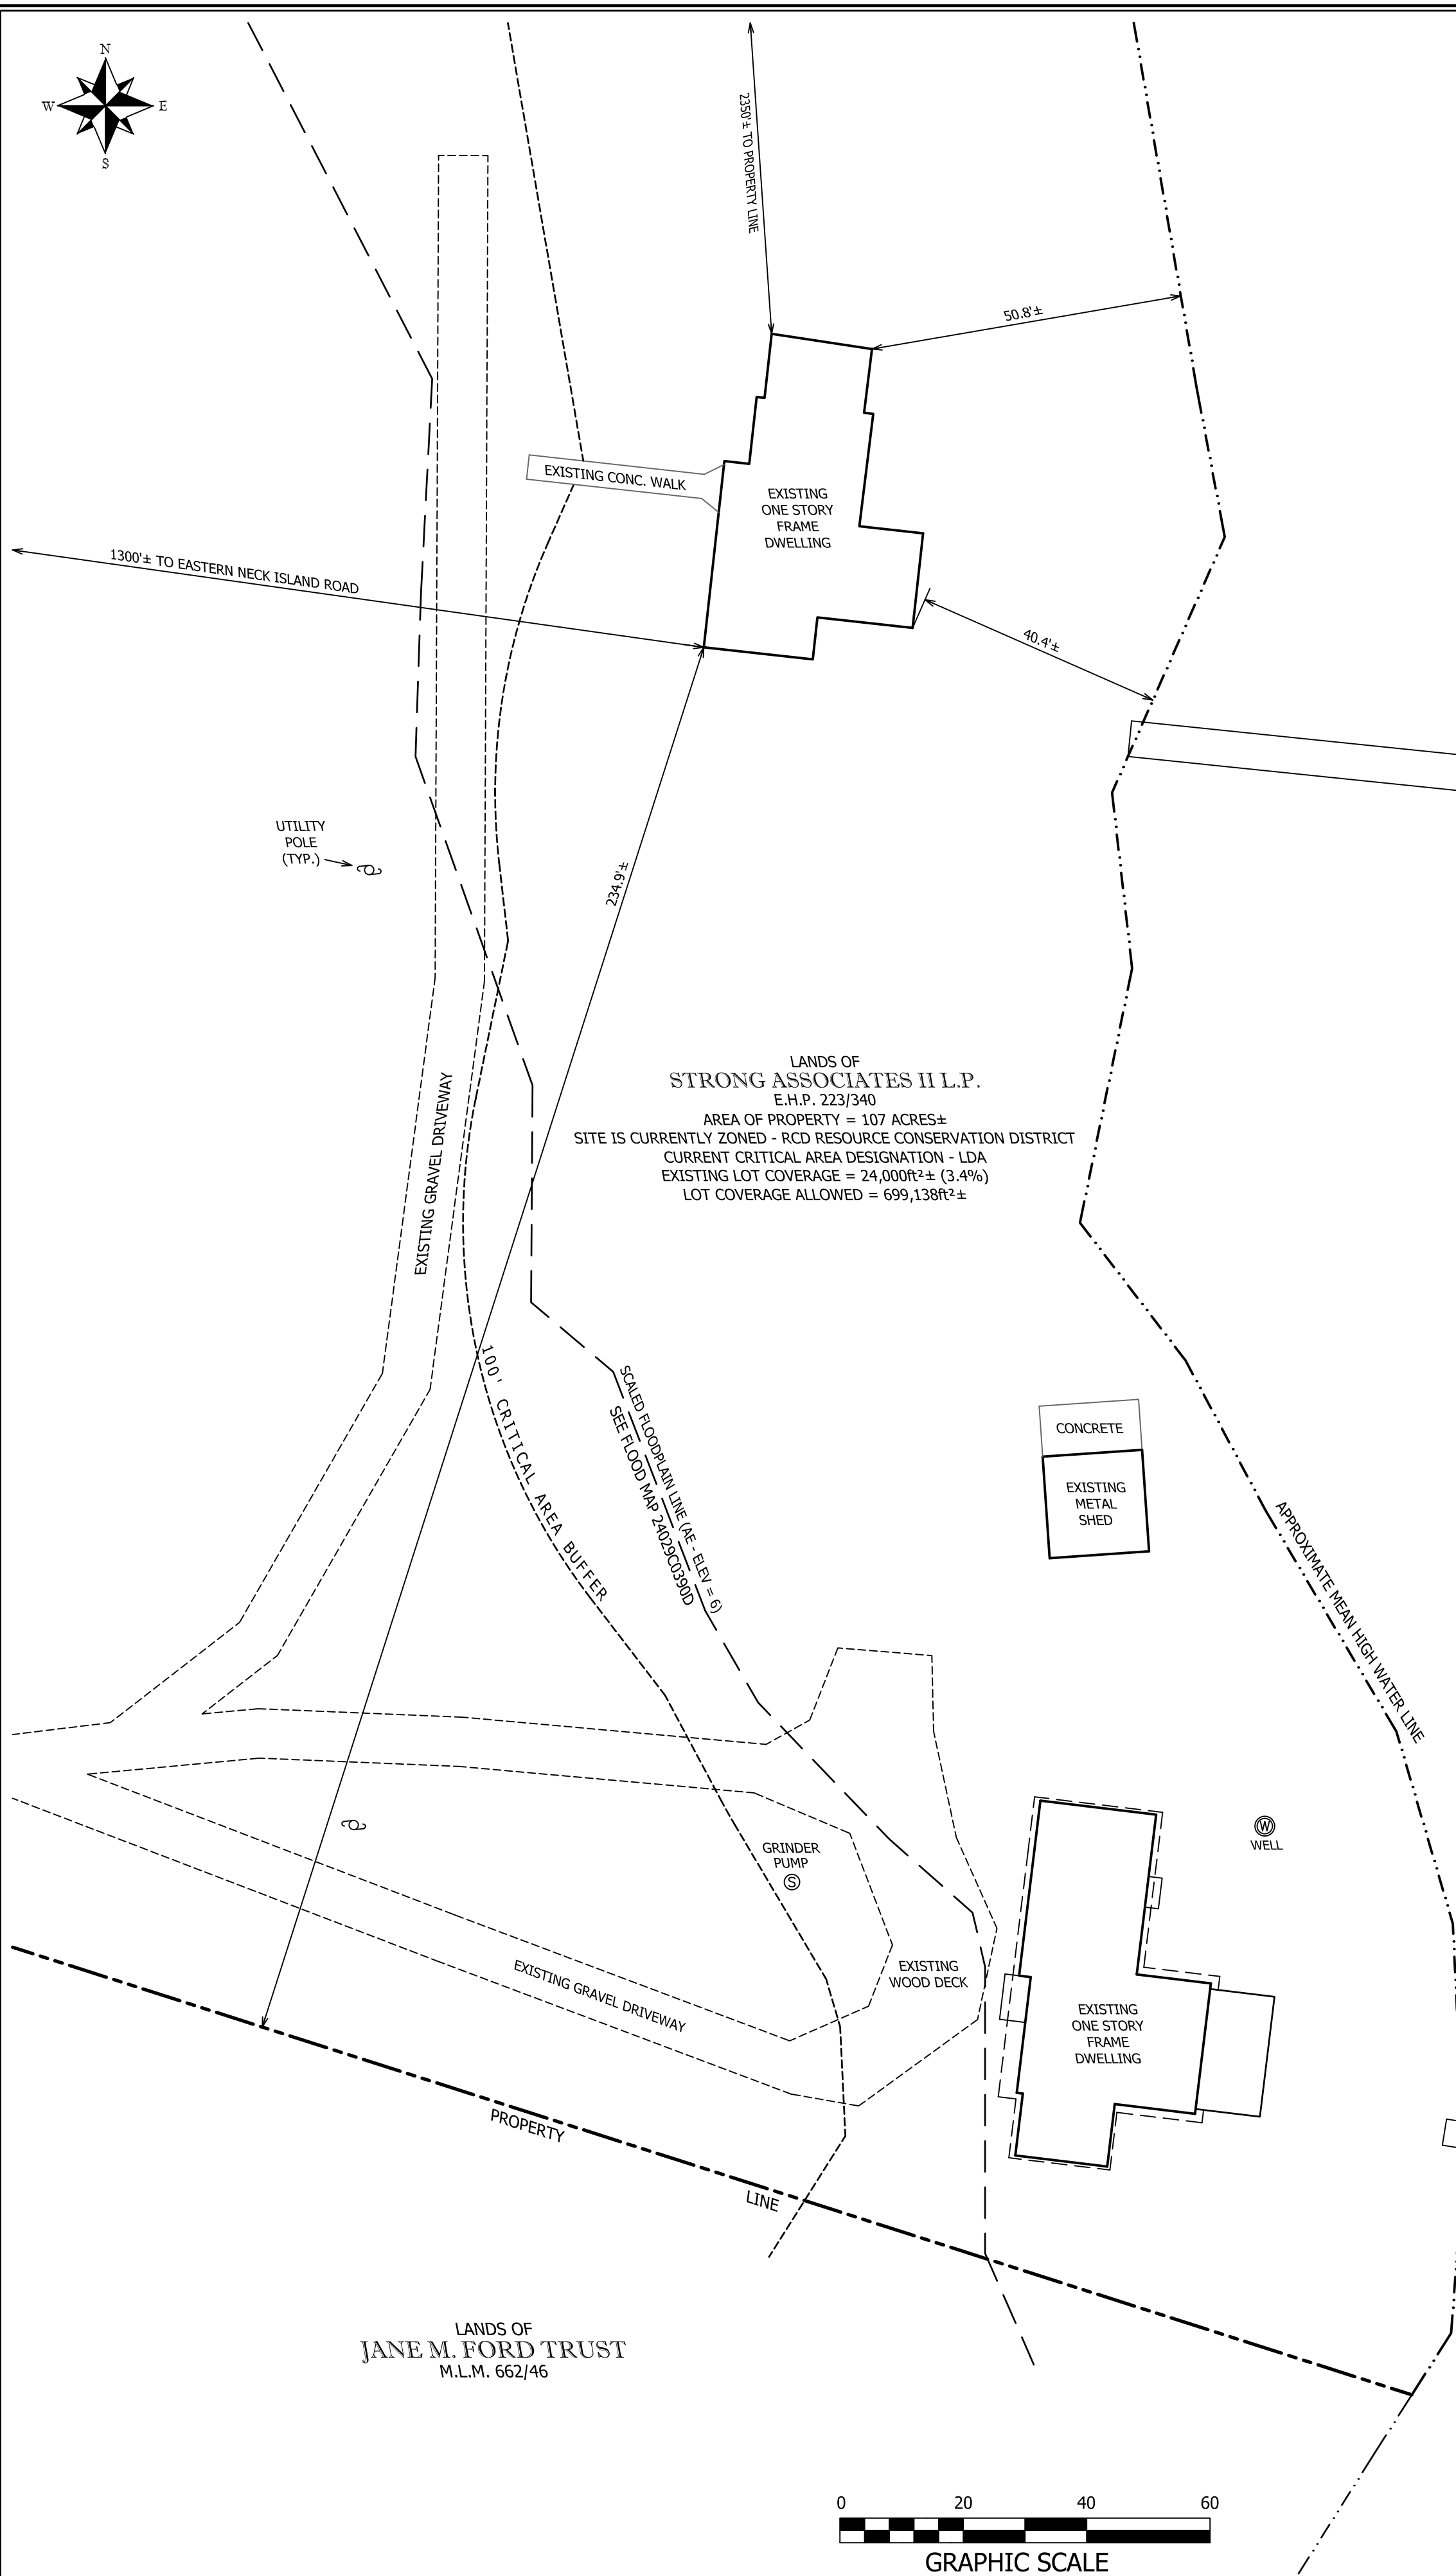 N
W E
S
2350'± TO PROPERTY LINE
50.8'±
EXISTING CONC. WALK
EXISTING
ONE STORY
FRAME
DWELLING
1300'± TO EASTERN NECK ISLAND ROAD
40.4'±
UTILITY
POLE
(TYP.)
234.9'±
LANDS OF
STRONG ASSOCIATES II L.P.
E.H.P. 223/340
AREA OF PROPERTY = 107 ACRES±
SITE IS CURRENTLY ZONED - RCD RESOURCE CONSERVATION DISTRICT
CURRENT CRITICAL AREA DESIGNATION - LDA
EXISTING LOT COVERAGE = 24,000ft²± (3.4%)
LOT COVERAGE ALLOWED = 699,138ft²±
EXISTING GRAVEL DRIVEWAY
100' CRITICAL AREA BUFFER
SCALED FLOODPLAIN LINE (AE - ELEV = 6)
SEE FLOOD MAP 24029C0390D
CONCRETE
EXISTING
METAL
SHED
APPROXIMATE MEAN HIGH WATER LINE
GRINDER
PUMP
S
W
WELL
EXISTING
WOOD DECK
EXISTING GRAVEL DRIVEWAY
EXISTING
ONE STORY
FRAME
DWELLING
PROPERTY
LINE
LANDS OF
JANE M. FORD TRUST
M.L.M. 662/46
0 20 40 60
GRAPHIC SCALE